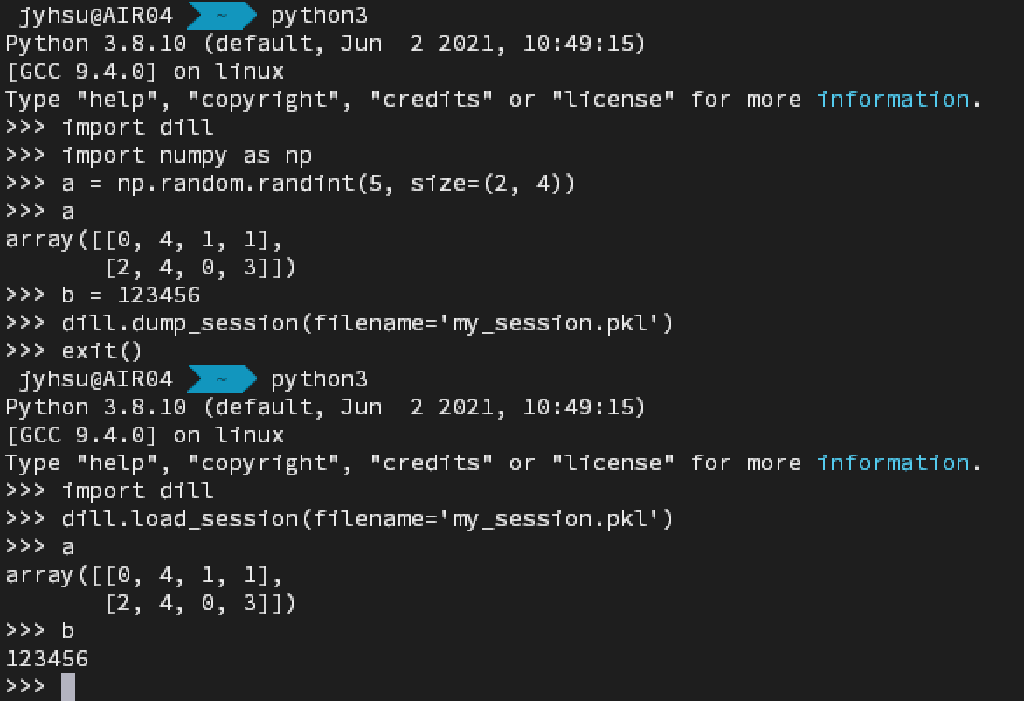 jyhsu@AIR04 ~ python3
Python 3.8.10 (default, Jun  2 2021, 10:49:15)
[GCC 9.4.0] on linux
Type "help", "copyright", "credits" or "license" for more information.
>>> import dill
>>> import numpy as np
>>> a = np.random.randint(5, size=(2, 4))
>>> a
array([[0, 4, 1, 1],
       [2, 4, 0, 3]])
>>> b = 123456
>>> dill.dump_session(filename='my_session.pkl')
>>> exit()
jyhsu@AIR04 ~ python3
Python 3.8.10 (default, Jun  2 2021, 10:49:15)
[GCC 9.4.0] on linux
Type "help", "copyright", "credits" or "license" for more information.
>>> import dill
>>> dill.load_session(filename='my_session.pkl')
>>> a
array([[0, 4, 1, 1],
       [2, 4, 0, 3]])
>>> b
123456
>>>